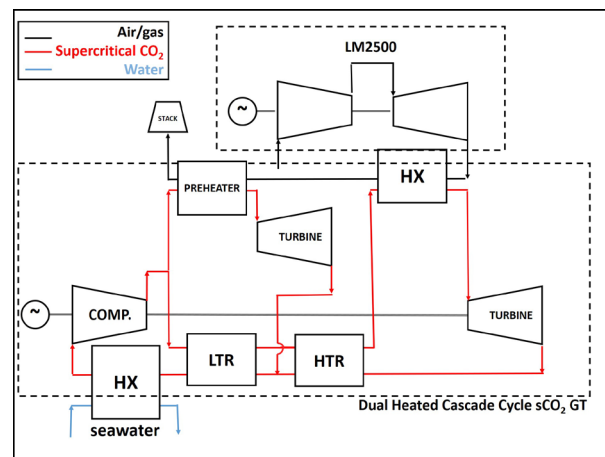 Air/gas
Supercritical CO₂
Water
LM2500
~
STACK
PREHEATER
HX
TURBINE
~
COMP.
TURBINE
LTR
HTR
HX
seawater
Dual Heated Cascade Cycle sCO₂ GT